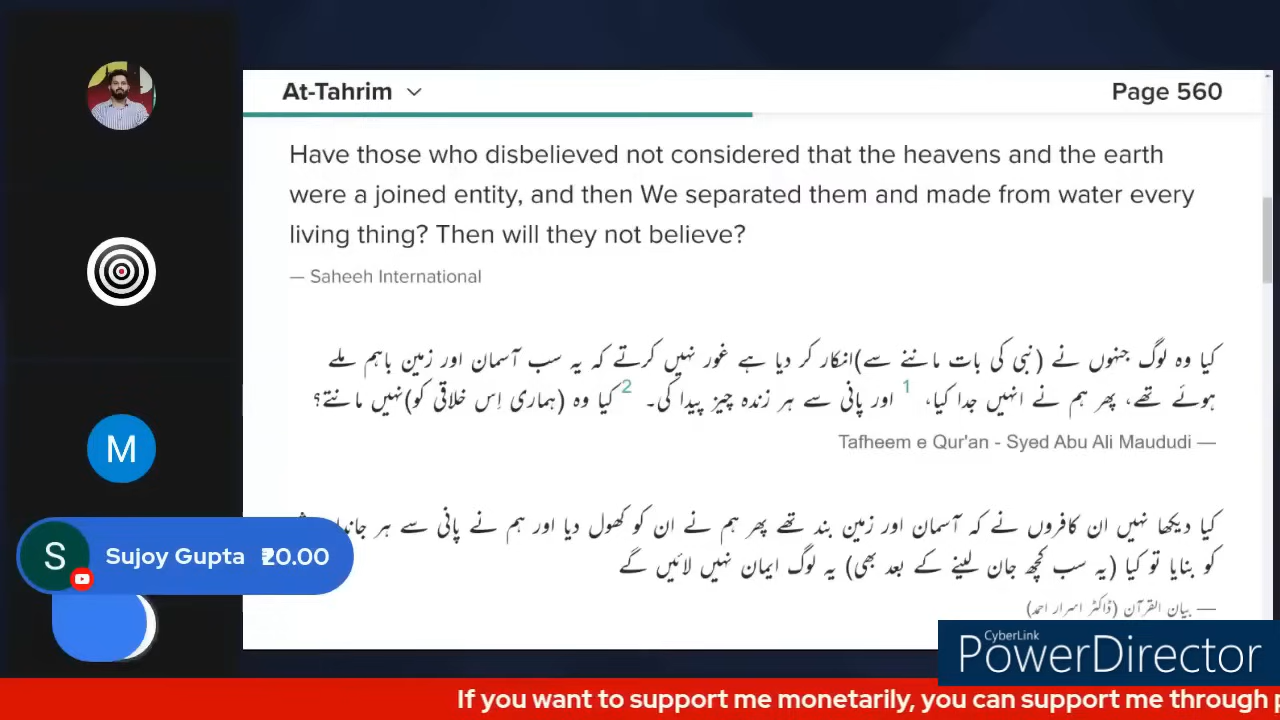 At-Tahrim
Page 560
Have those who disbelieved not considered that the heavens and the earth
were a joined entity, and then We separated them and made from water every
living thing? Then will they not believe?
— Saheeh International
کیا وہ لوگ جنہوں نے (نبی کی بات ماننے سے)انکار کر دیا ہے غور نہیں کرتے کہ یہ سب آسمان اور زمین باہم ملے
ہوئے تھے، پھر ہم نے انہیں جدا کیا، 1 اور پانی سے ہر زندہ چیز پیدا کی۔ 2 کیا وہ (ہماری اِس خلاقی کو)نہیں مانتے؟
Tafheem e Qur'an - Syed Abu Ali Maududi —
کیا دیکھا نہیں ان کافروں نے کہ آسمان اور زمین بند تھے پھر ہم نے ان کو کھول دیا اور ہم نے پانی سے ہر
کو بنایا تو کیا (یہ سب کچھ جان لینے کے بعد بھی) یہ لوگ ایمان نہیں لائیں گے
— بیان القرآن (ڈاکٹر اسرار احمد)
M
S
Sujoy Gupta ₹20.00
CyberLink
PowerDirector
If you want to support me monetarily, you can support me through